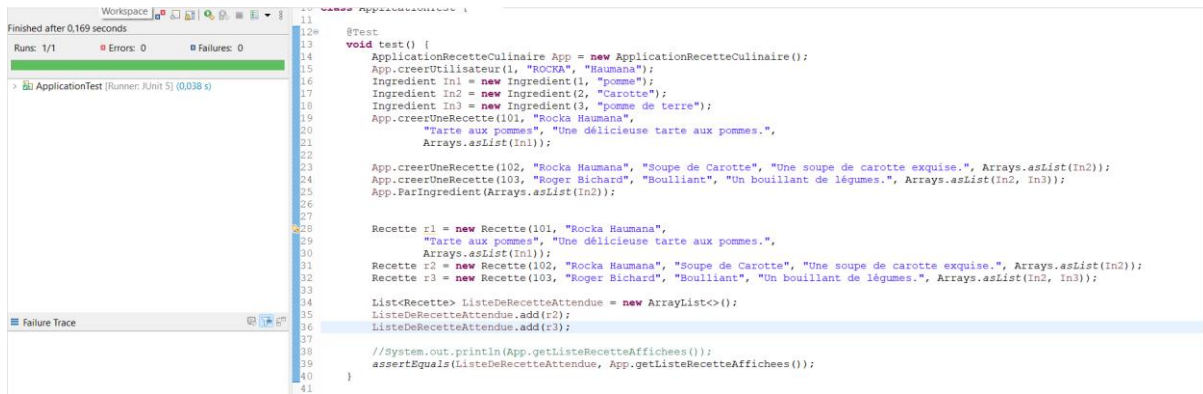 Workspace
Finished after 0,169 seconds
Runs: 1/1 Errors: 0 Failures: 0
ApplicationTest [Runner: JUnit 5] (0,038 s)
Failure Trace
10 class ApplicationTest {
11
12 @Test
13 void test() {
14 ApplicationRecetteCulinaire App = new ApplicationRecetteCulinaire();
15 App.creerUtilisateur(1, "ROCKA", "Haumana");
16 Ingredient In1 = new Ingredient(1, "pomme");
17 Ingredient In2 = new Ingredient(2, "Carotte");
18 Ingredient In3 = new Ingredient(3, "pomme de terre");
19 App.creerUneRecette(101, "Rocka Haumana",
20 "Tarte aux pommes", "Une délicieuse tarte aux pommes.",
21 Arrays.asList(In1));
22
23 App.creerUneRecette(102, "Rocka Haumana", "Soupe de Carotte", "Une soupe de carotte exquise.", Arrays.asList(In2));
24 App.creerUneRecette(103, "Roger Bichard", "Boulliant", "Un bouillant de légumes.", Arrays.asList(In2, In3));
25 App.ParIngredient(Arrays.asList(In2));
26
27
28 Recette r1 = new Recette(101, "Rocka Haumana",
29 "Tarte aux pommes", "Une délicieuse tarte aux pommes.",
30 Arrays.asList(In1));
31 Recette r2 = new Recette(102, "Rocka Haumana", "Soupe de Carotte", "Une soupe de carotte exquise.", Arrays.asList(In2));
32 Recette r3 = new Recette(103, "Roger Bichard", "Boulliant", "Un bouillant de légumes.", Arrays.asList(In2, In3));
33
34 List<Recette> ListeDeRecetteAttendue = new ArrayList<>();
35 ListeDeRecetteAttendue.add(r2);
36 ListeDeRecetteAttendue.add(r3);
37
38 //System.out.println(App.getListeRecetteAffichees());
39 assertEquals(ListeDeRecetteAttendue, App.getListeRecetteAffichees());
40 }
41